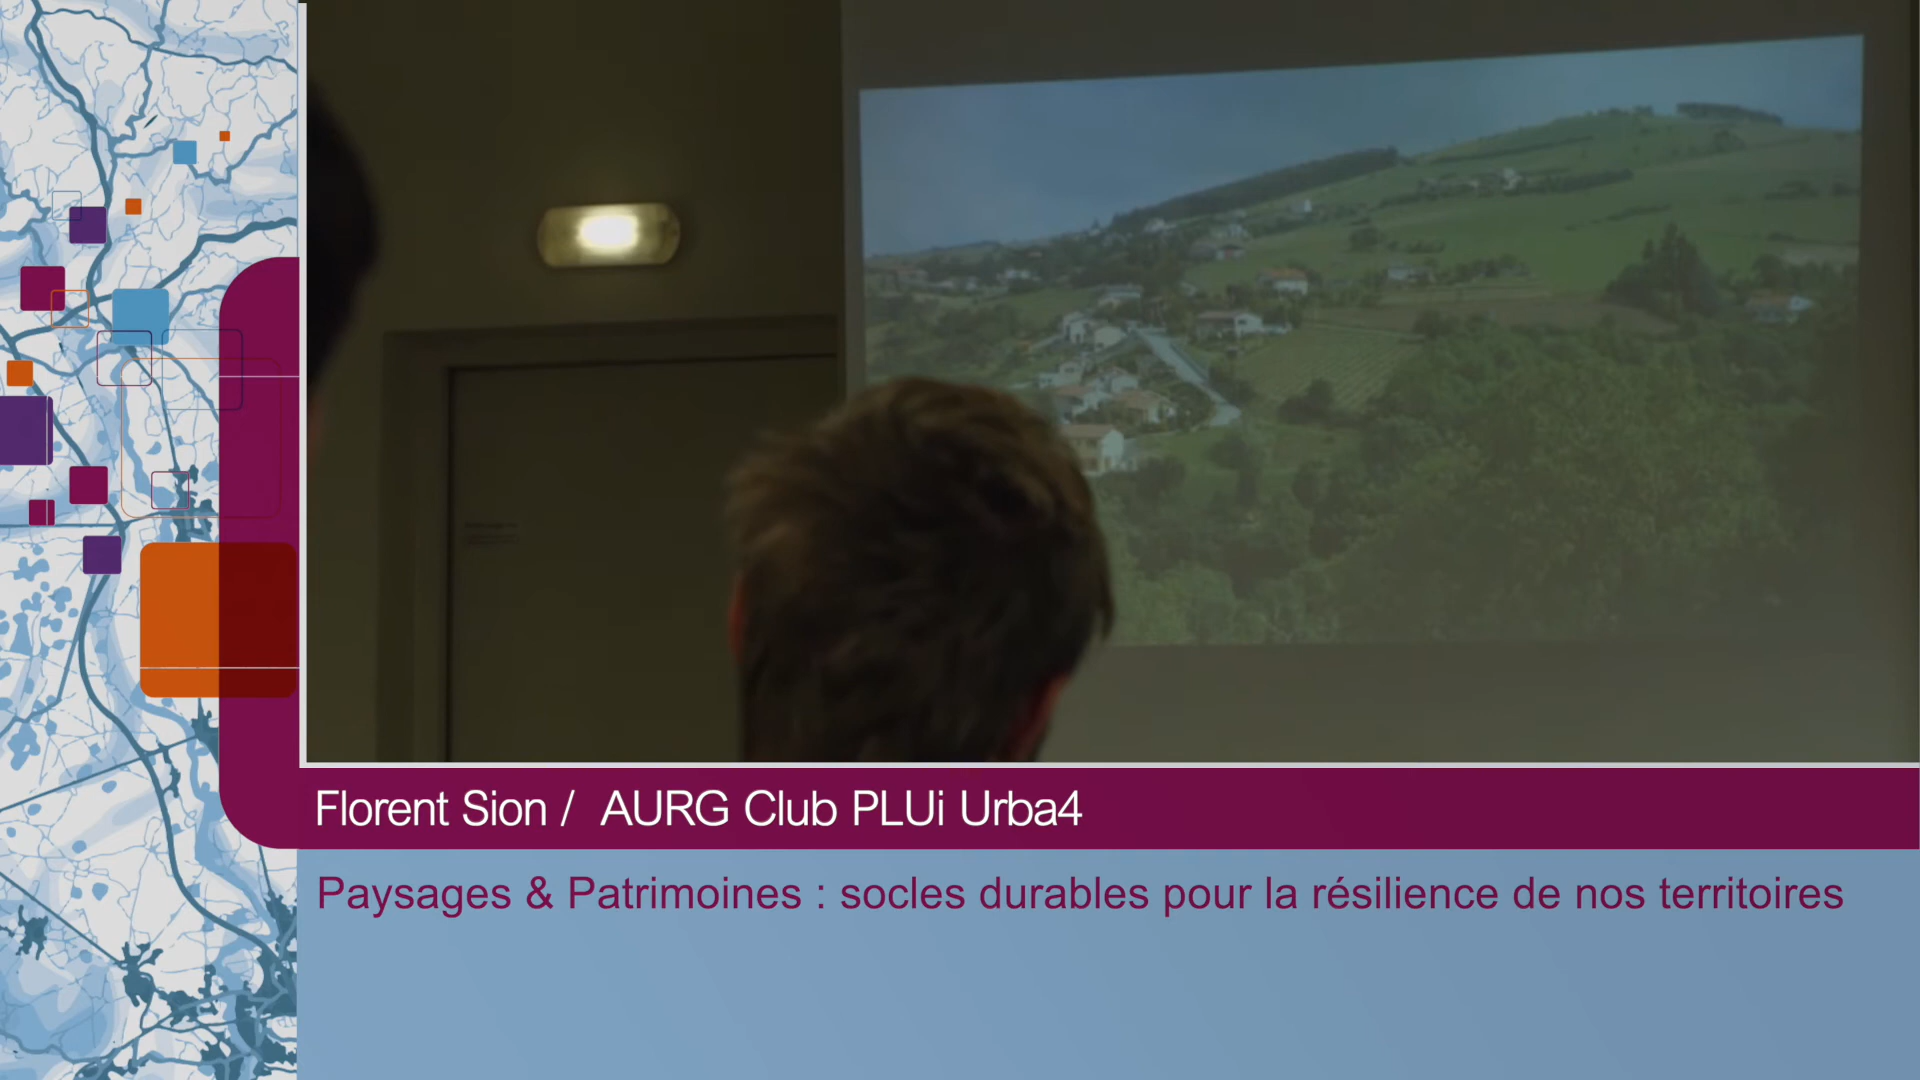 Florent Sion / AURG Club PLUi Urba4
Paysages & Patrimoines : socles durables pour la résilience de nos territoires